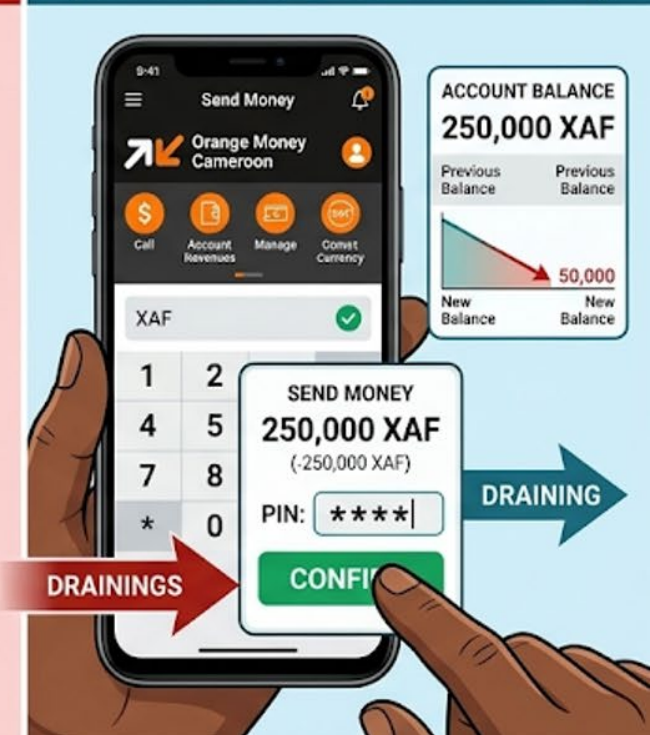 9:41
Send Money
Orange Money
Cameroon
$
Call
Account
Revenues
Manage
Comst
Currency
XAF
1 2
4 5
7 8
* 0
SEND MONEY
250,000 XAF
(-250,000 XAF)
PIN: ****
CONFI
DRAININGS
ACCOUNT BALANCE
250,000 XAF
Previous Previous
Balance Balance
50,000
New New
Balance Balance
DRAINING